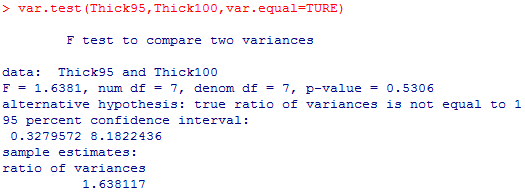 > var.test(Thick95,Thick100,var.equal=TURE)
F test to compare two variances
data:  Thick95 and Thick100
F = 1.6381, num df = 7, denom df = 7, p-value = 0.5306
alternative hypothesis: true ratio of variances is not equal to 1
95 percent confidence interval:
0.3279572 8.1822436
sample estimates:
ratio of variances
1.638117